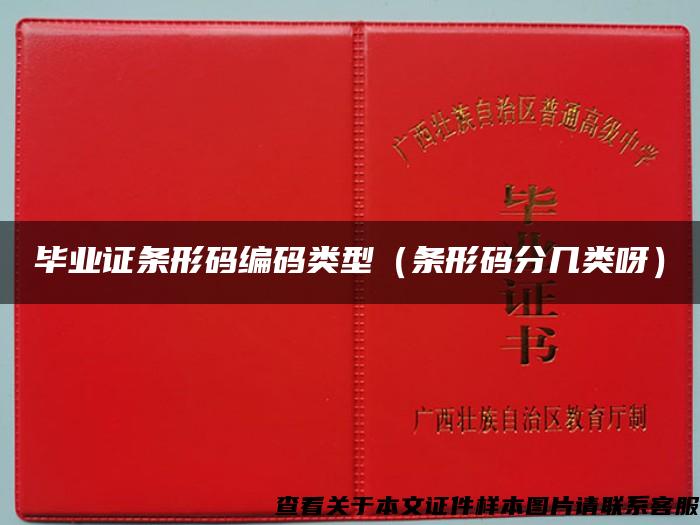 广西壮族自治区普通高级中学
毕业证书
毕业证条形码编码类型（条形码分几类呀）
广西壮族自治区教育厅制
查看关于本文证件样本图片请联系客服